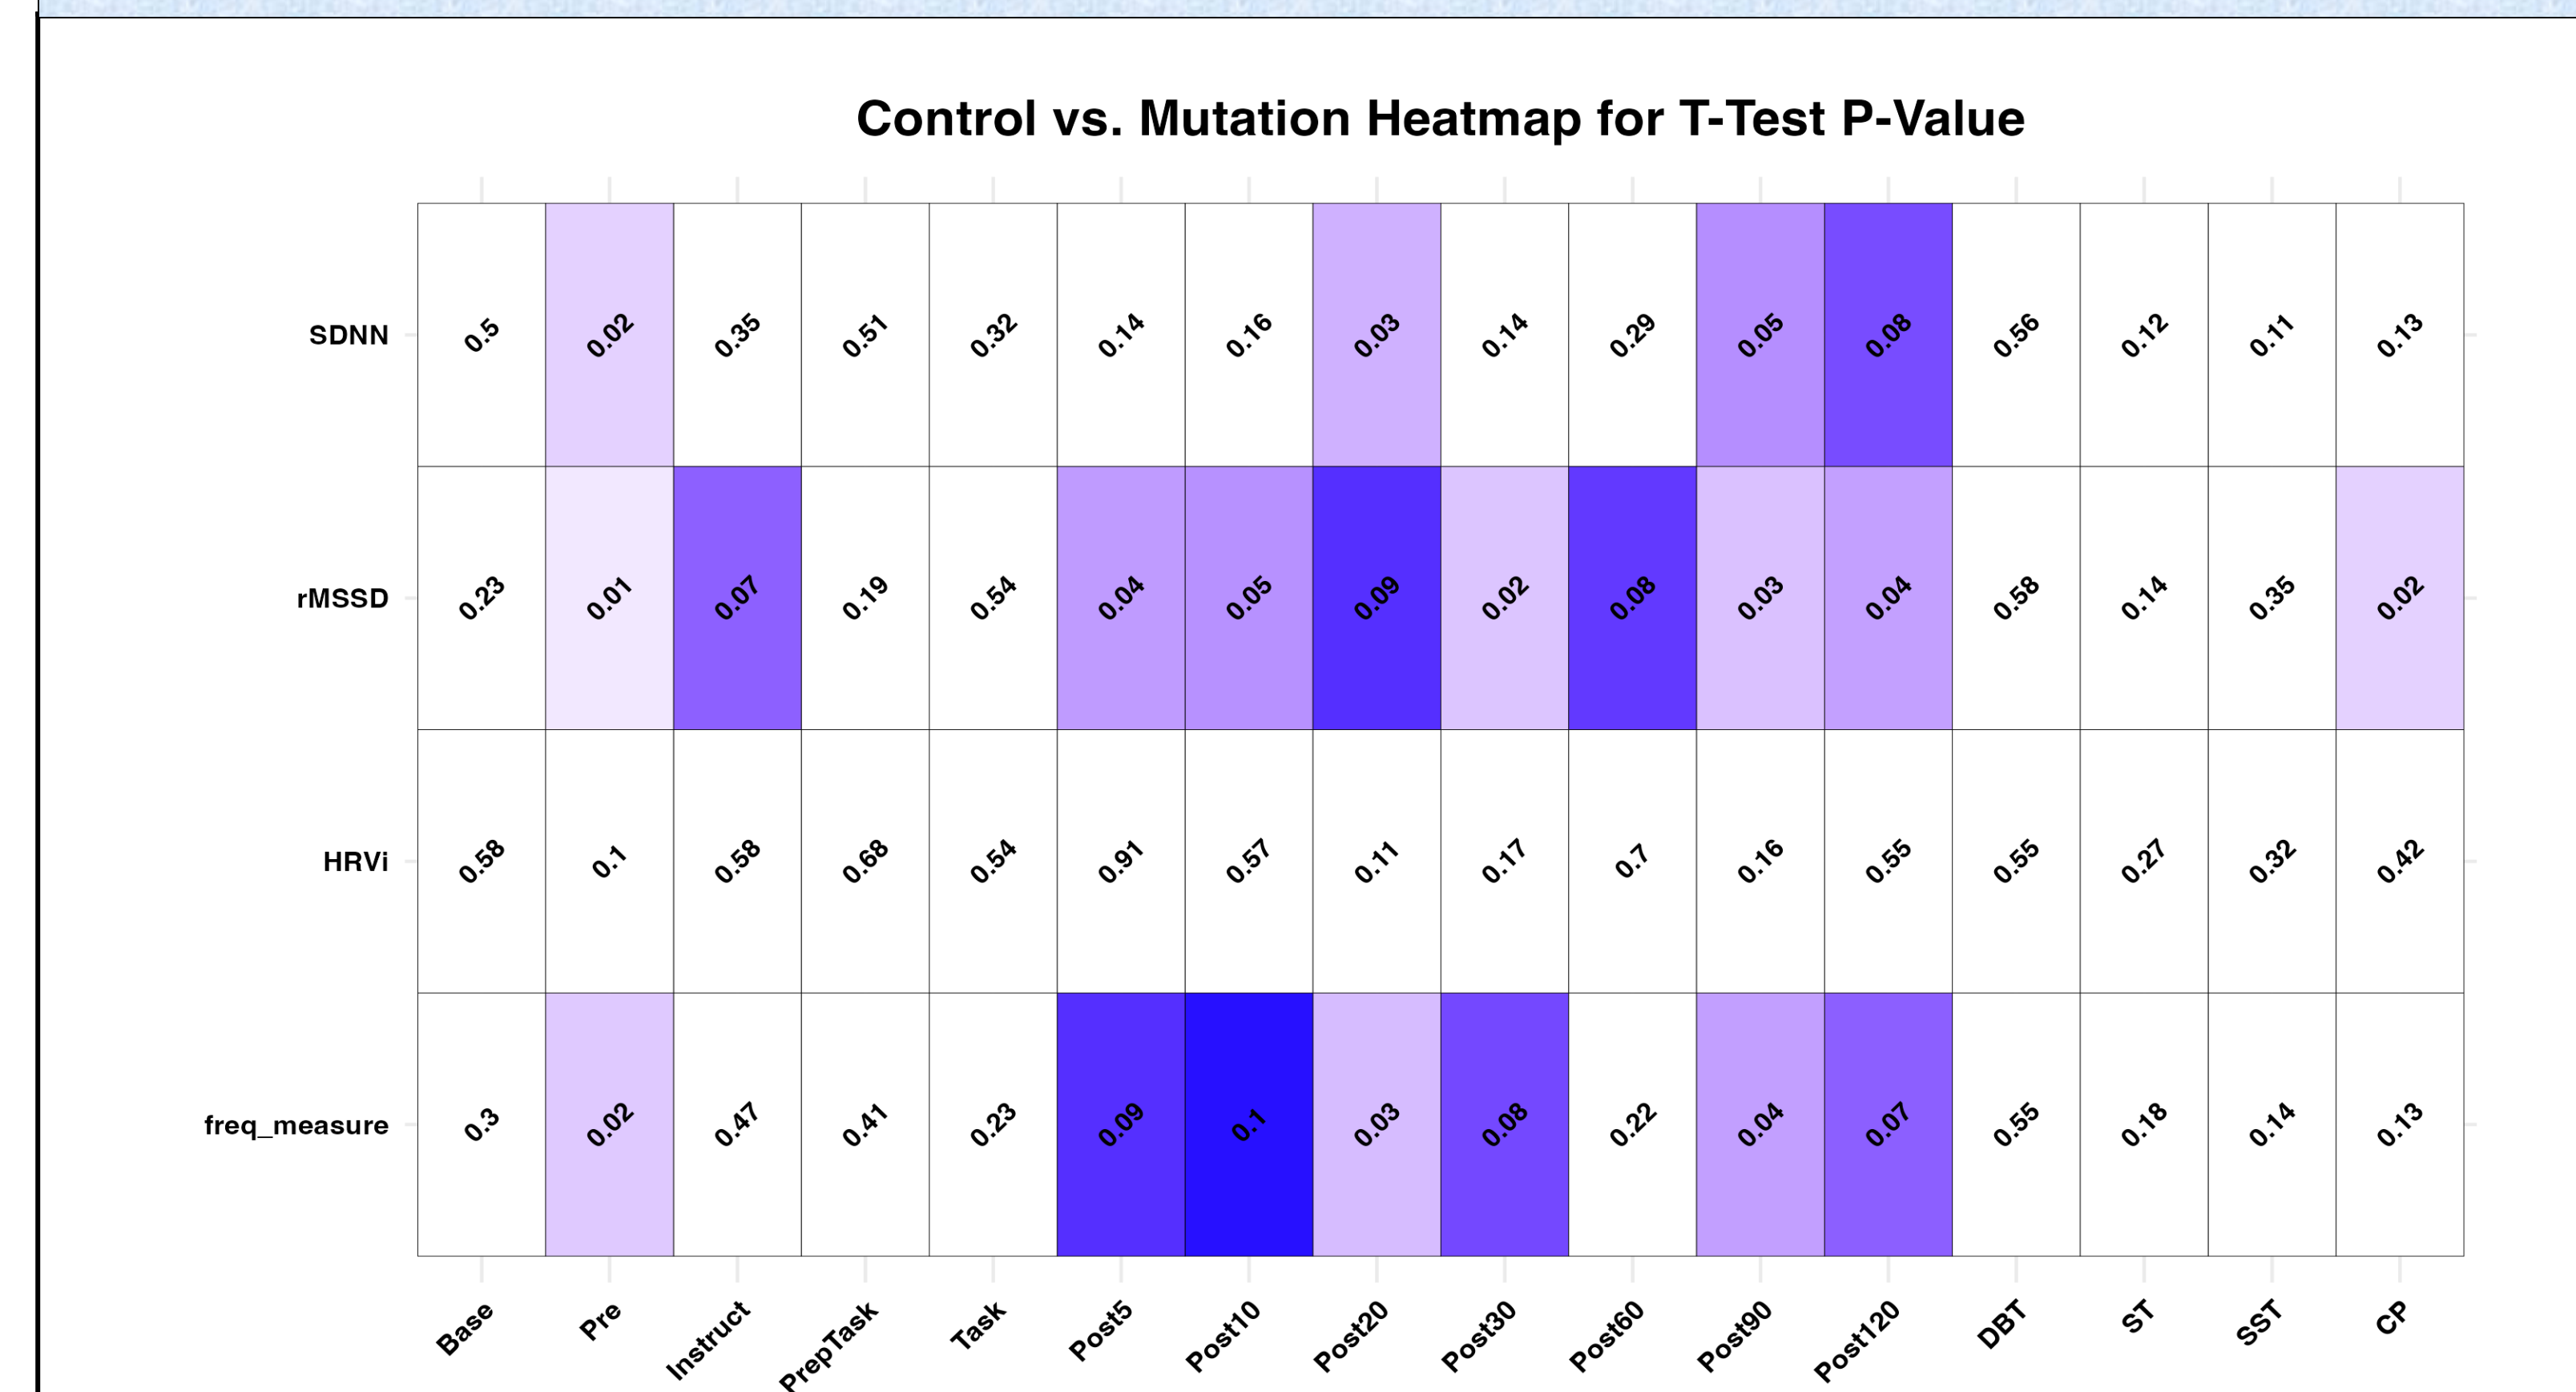 Control vs. Mutation Heatmap for T-Test P-Value
SDNN 0.5 0.02 0.35 0.51 0.32 0.14 0.16 0.03 0.14 0.29 0.05 0.08 0.56 0.12 0.11 0.13
rMSSD 0.23 0.01 0.07 0.19 0.54 0.04 0.05 0.09 0.02 0.08 0.03 0.04 0.58 0.14 0.35 0.02
HRVi 0.58 0.1 0.58 0.68 0.54 0.91 0.57 0.11 0.17 0.7 0.16 0.55 0.55 0.27 0.32 0.42
freq_measure 0.3 0.02 0.47 0.41 0.23 0.09 0.1 0.03 0.08 0.22 0.04 0.07 0.55 0.18 0.14 0.13
Base Pre Instruct PrepTask Task Post5 Post10 Post20 Post30 Post60 Post90 Post120 DBT ST SST CP